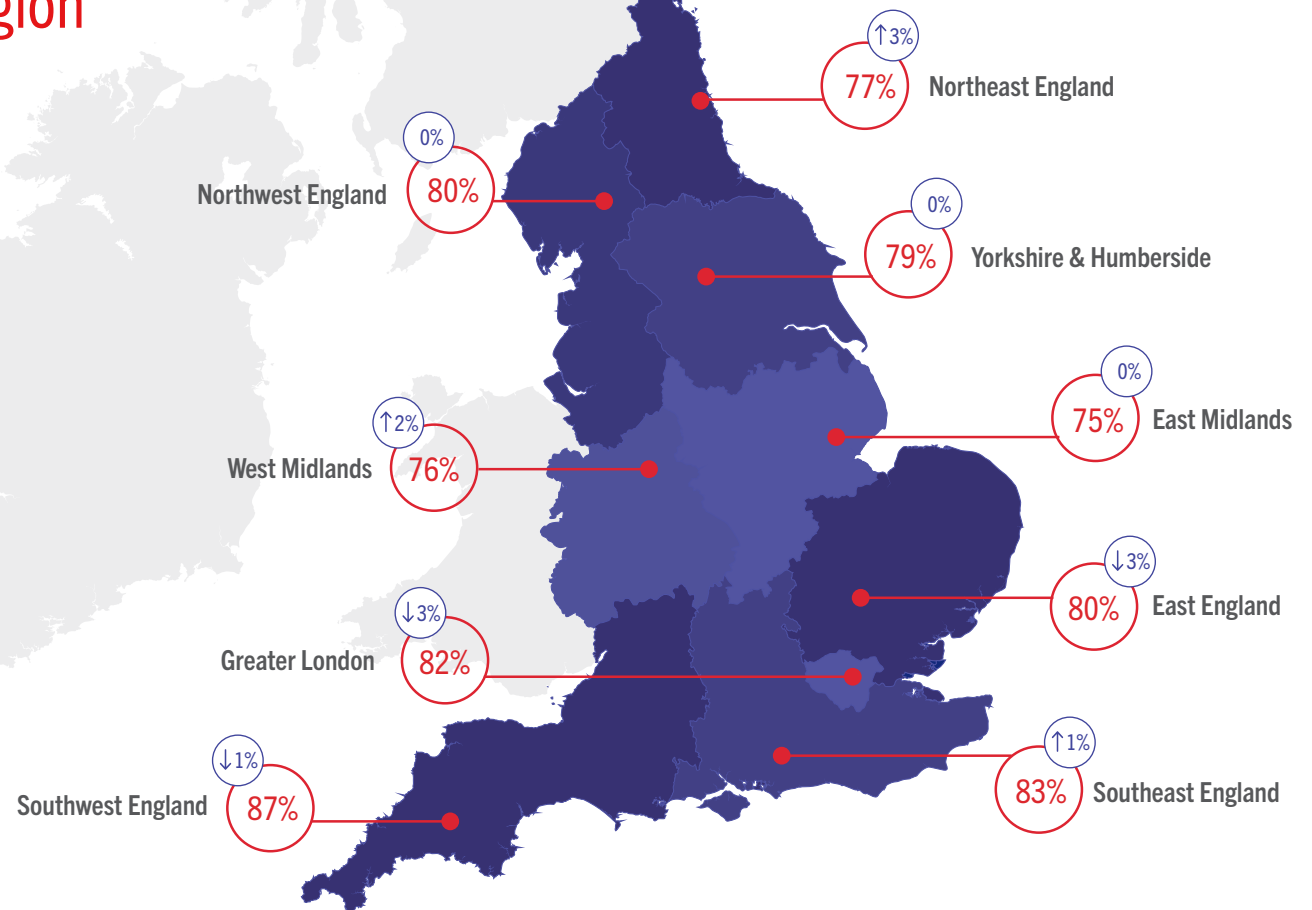 gion
↑3%
77%
Northeast England
0%
80%
Northwest England
0%
79%
Yorkshire & Humberside
0%
75%
East Midlands
↑2%
76%
West Midlands
↓3%
80%
East England
↓3%
82%
Greater London
↑1%
83%
Southeast England
↓1%
87%
Southwest England